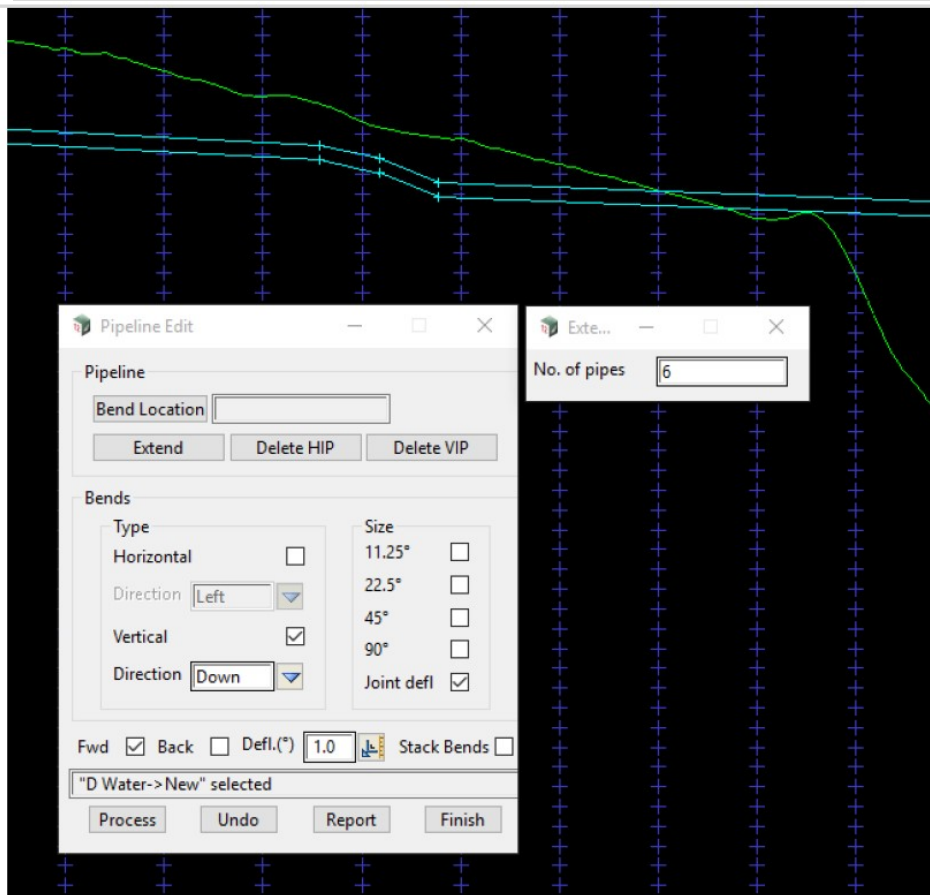 Pipeline Edit
Pipeline
Bend Location
Extend Delete HIP Delete VIP
Bends
Type
Horizontal
Direction Left
Vertical
Direction Down
Size
11.25°
22.5°
45°
90°
Joint defl
Fwd Back Defl.(°) 1.0 Stack Bends
"D Water->New" selected
Process Undo Report Finish
Exte...
No. of pipes 6